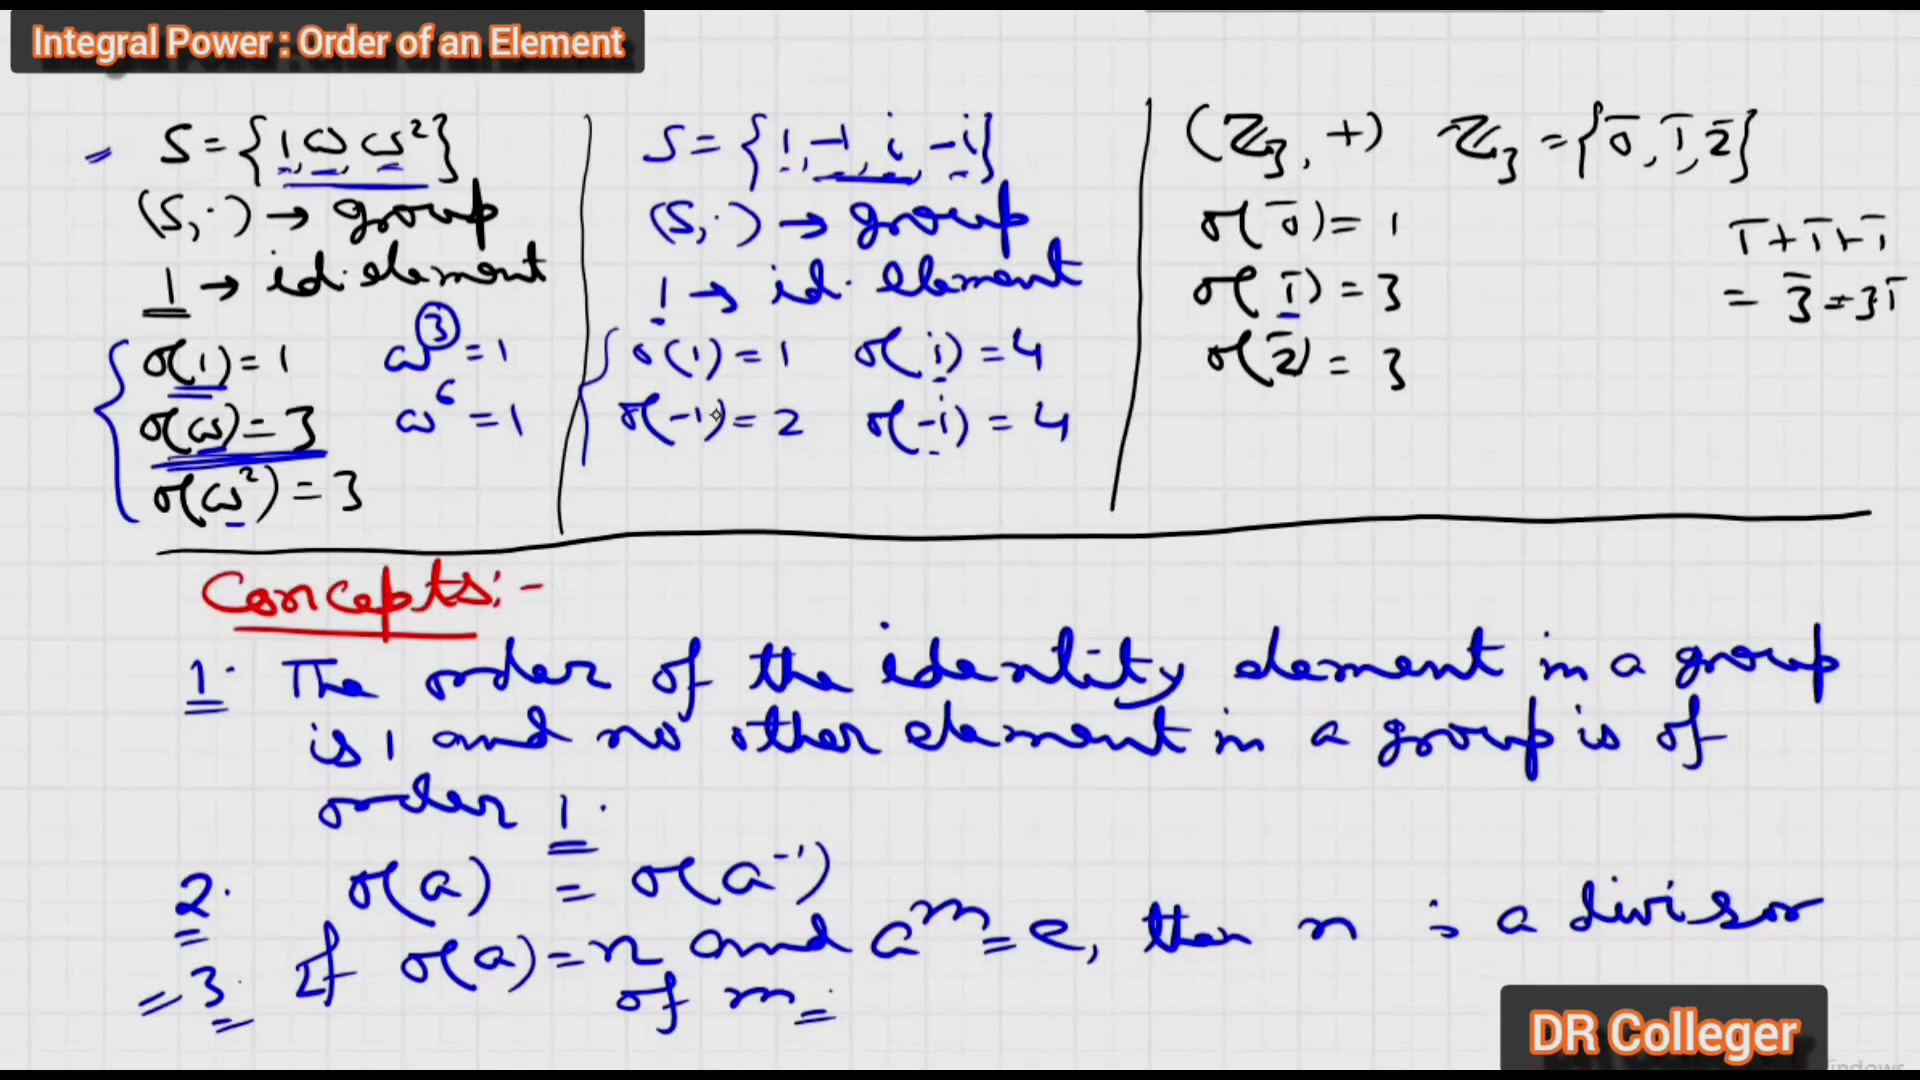 Integral Power : Order of an Element
S = {1, ω, ω²}
(S, ·) → group
1 → id. element
o(1) = 1
ω³ = 1
o(ω) = 3
ω⁶ = 1
o(ω²) = 3
S = {1, -1, i, -i}
(S, ·) → group
1 → id. element
o(1) = 1 o(i) = 4
o(-1) = 2 o(-i) = 4
(ℤ₃, +) ℤ₃ = {0̅, 1̅, 2̅}
o(0̅) = 1
o(1̅) = 3
o(2̅) = 3
1̅ + 1̅ + 1̅
= 3̅ = 31̅
Concepts:-
1. The order of the identity element in a group
is 1 and no other element in a group is of
order 1.
2. o(a) = o(a⁻¹)
3. If o(a) = n and aᵐ = e, then n is a divisor
of m.
DR Colleger